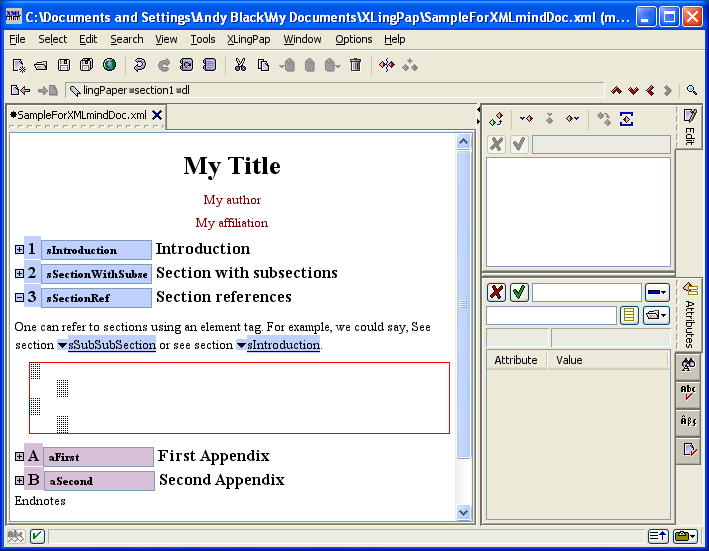 C:\Documents and Settings\Andy Black\My Documents\XLingPap\SampleForXMLmindDoc.xml (m...
File Select Edit Search View Tools XLingPap Window Options Help
lingPaper section1 dl
SampleForXMLmindDoc.xml
Edit
My Title
My author
My affiliation
1 sIntroduction Introduction
2 sSectionWithSubse Section with subsections
3 sSectionRef Section references
One can refer to sections using an element tag. For example, we could say, See
section sSubSubSection or see section sIntroduction.
A aFirst First Appendix
B aSecond Second Appendix
Endnotes
Attributes
Attribute Value
Abc
Äβς
abc